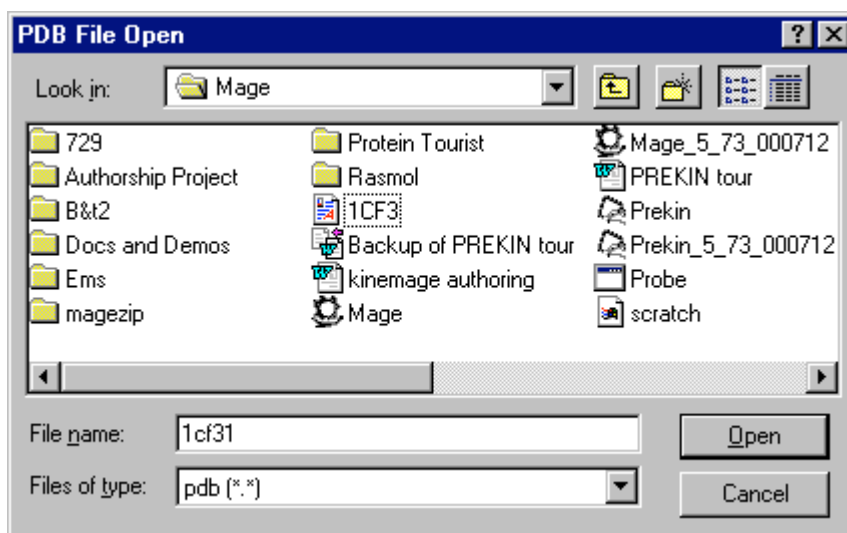 PDB File Open
Look in: Mage
729 Protein Tourist Mage_5_73_000712
Authorship Project Rasmol PREKIN tour
B&t2 1CF3 Prekin
Docs and Demos Backup of PREKIN tour Prekin_5_73_000712
Ems kinemage authoring Probe
magezip Mage scratch
File name: 1cf31 Open
Files of type: pdb (*.*) Cancel